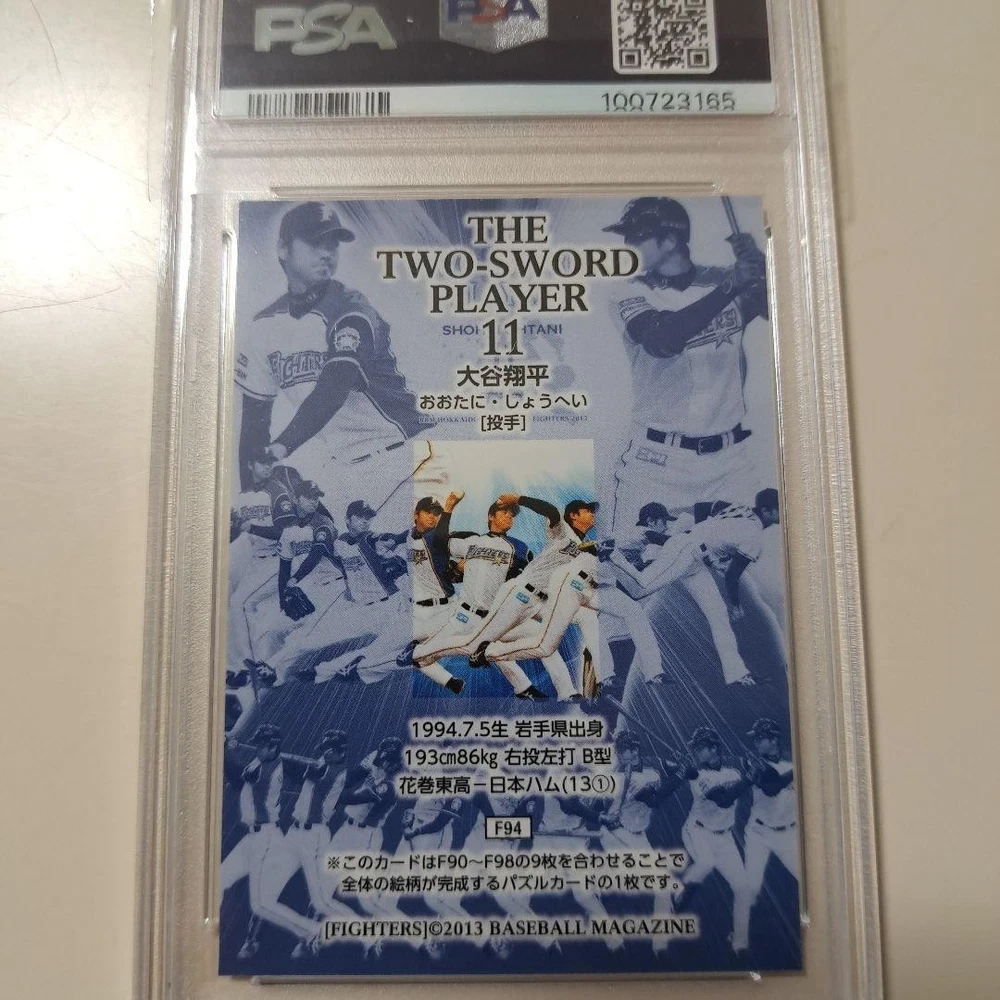 PSA
PSA
100723165
THE
TWO-SWORD
PLAYER
11
大谷翔平
おおたに・しょうへい
[投手]
FIGHTERS
FIGHTERS
1994.7.5生 岩手県出身
193㎝86㎏ 右投左打 B型
花巻東高－日本ハム(13①)
F94
※このカードはF90～F98の9枚を合わせることで
全体の絵柄が完成するパズルカードの1枚です。
[FIGHTERS]©2013 BASEBALL MAGAZINE